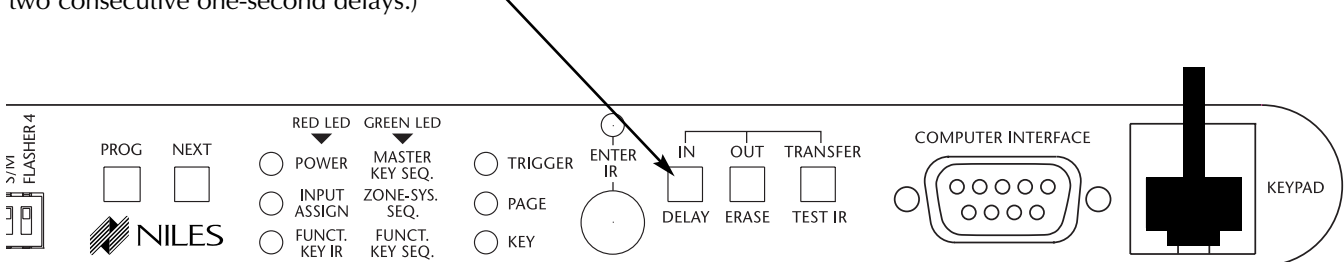 two consecutive one-second delays.)
S/M
FLASHER 4
PROG
NEXT
NILES
RED LED
GREEN LED
POWER
MASTER
KEY SEQ.
INPUT
ASSIGN
ZONE-SYS.
SEQ.
FUNCT.
KEY IR
FUNCT.
KEY SEQ.
TRIGGER
PAGE
KEY
ENTER
IR
IN
OUT
TRANSFER
DELAY
ERASE
TEST IR
COMPUTER INTERFACE
KEYPAD